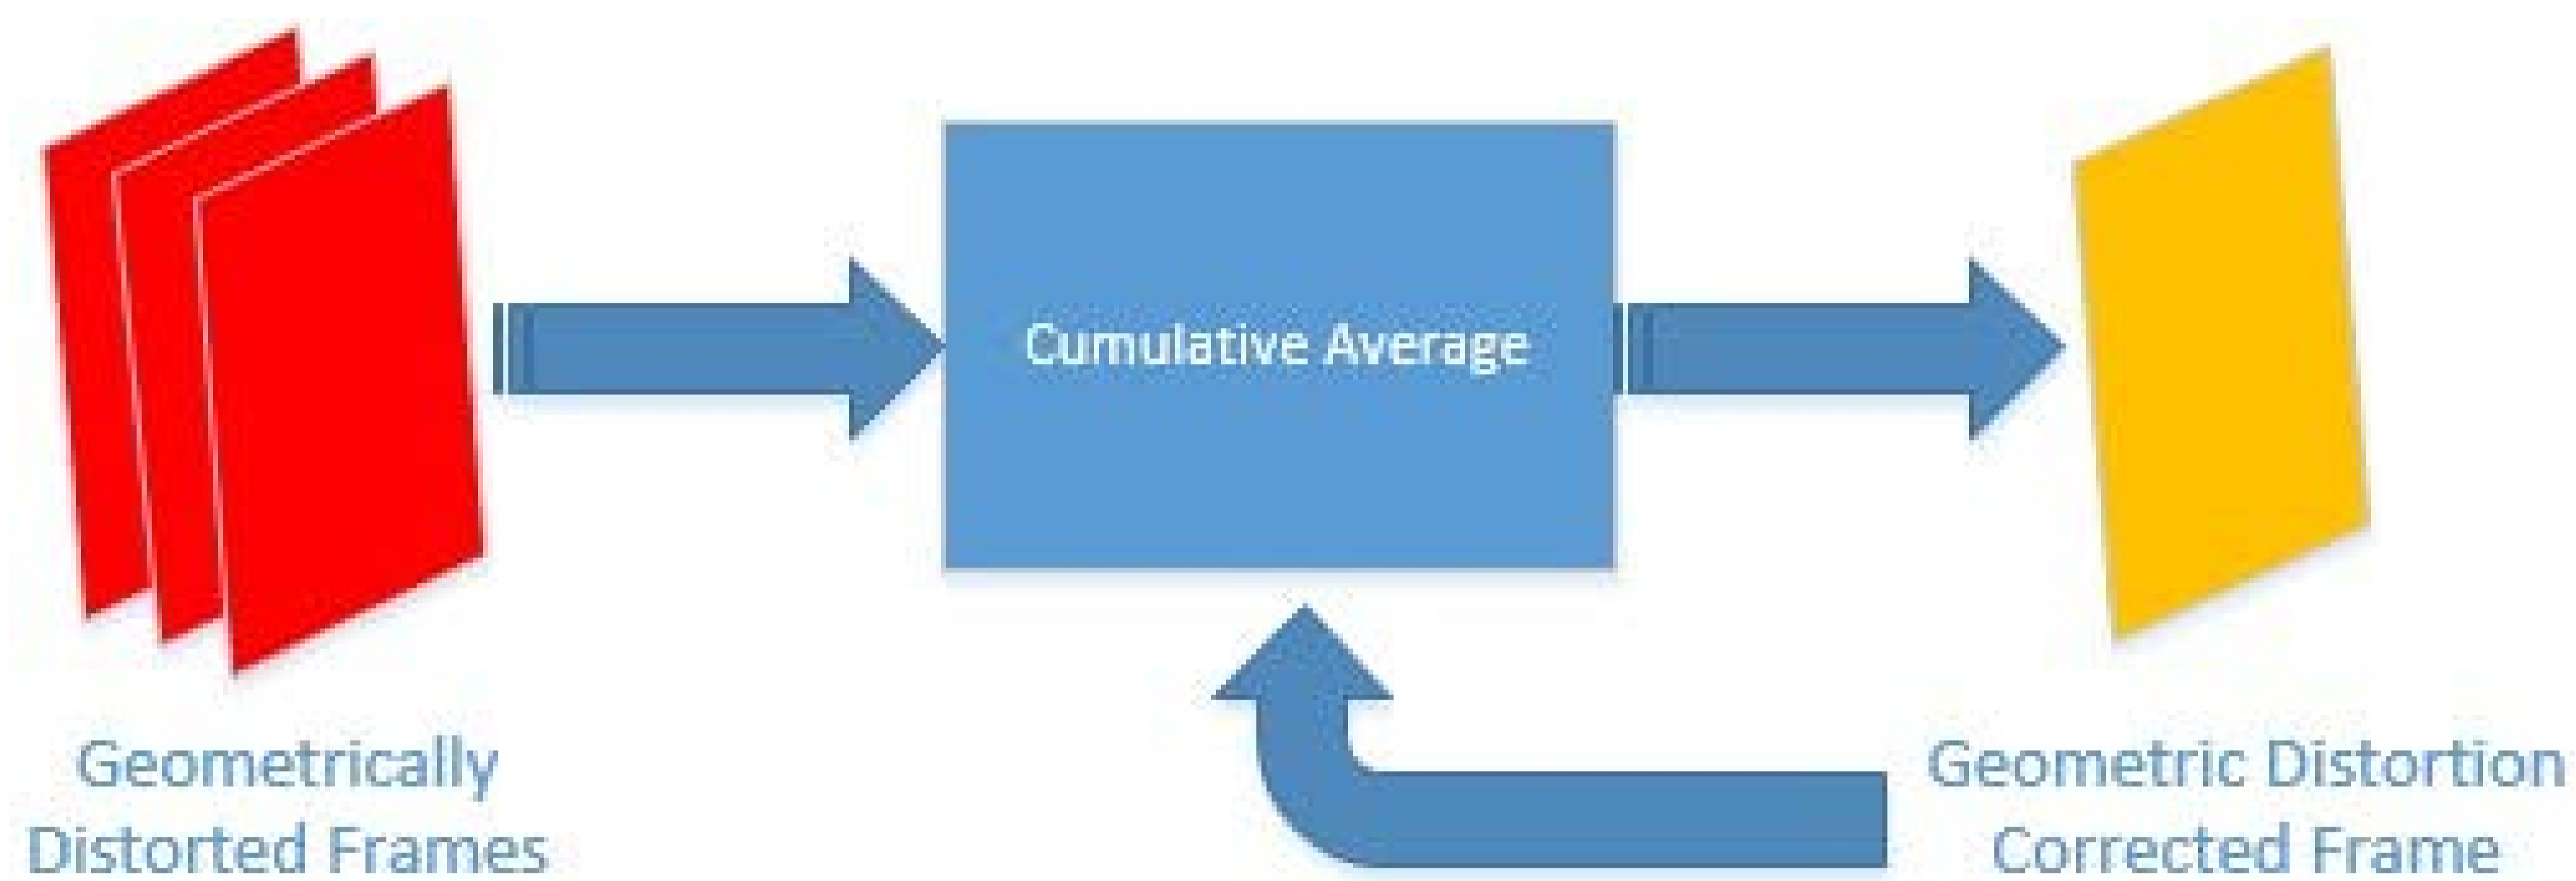 Cumulative Average
Geometrically
Distorted Frames
Geometric Distortion
Corrected Frame